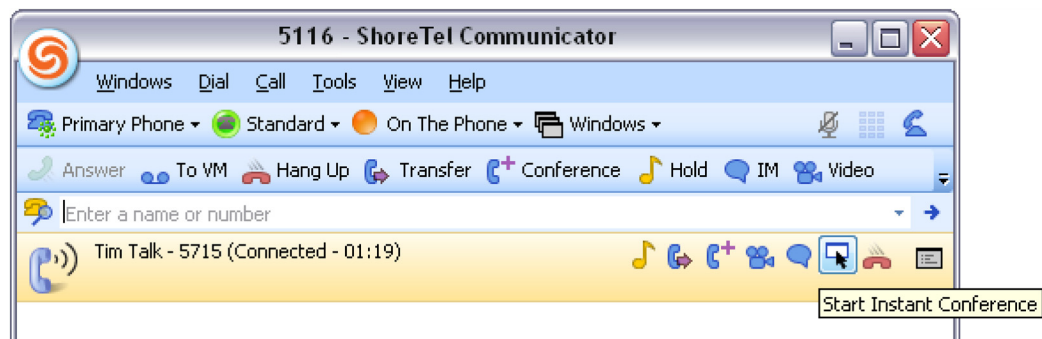 5116 - ShoreTel Communicator
Windows Dial Call Tools View Help
Primary Phone Standard On The Phone Windows
Answer To VM Hang Up Transfer Conference Hold IM Video
Enter a name or number
Tim Talk - 5715 (Connected - 01:19)
Start Instant Conference